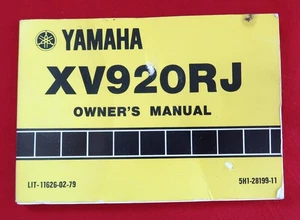 YAMAHA
XV920RJ
OWNER'S MANUAL
LIT-11626-02-79 5H1-28199-11